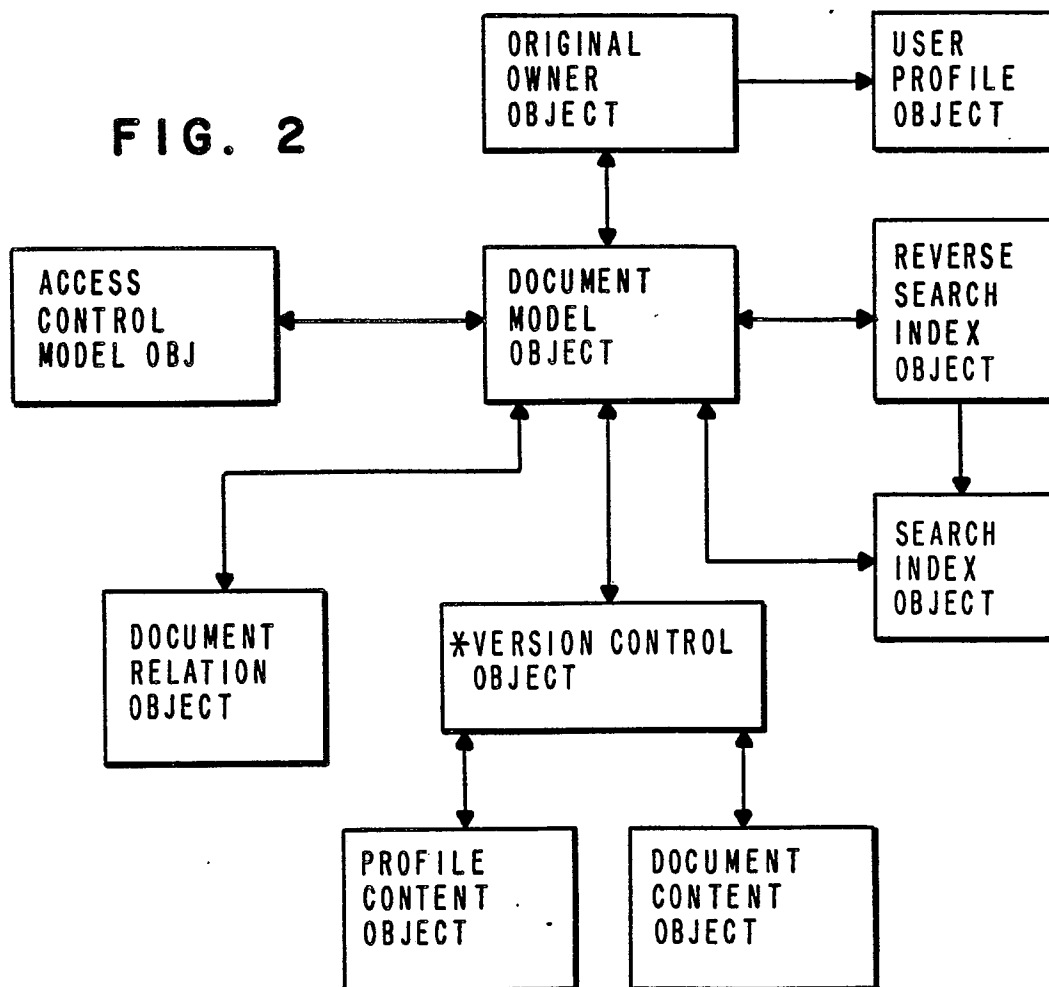 FIG. 2
ORIGINAL
OWNER
OBJECT
USER
PROFILE
OBJECT
ACCESS
CONTROL
MODEL OBJ
DOCUMENT
MODEL
OBJECT
REVERSE
SEARCH
INDEX
OBJECT
SEARCH
INDEX
OBJECT
DOCUMENT
RELATION
OBJECT
*VERSION CONTROL
OBJECT
PROFILE
CONTENT
OBJECT
DOCUMENT
CONTENT
OBJECT